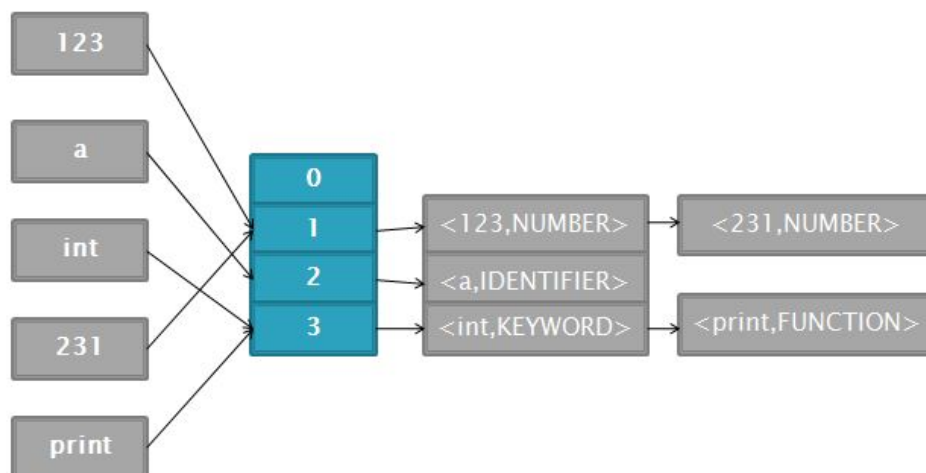 123
a
int
231
print
0
1
2
3
<123,NUMBER>
<231,NUMBER>
<a,IDENTIFIER>
<int,KEYWORD>
<print,FUNCTION>